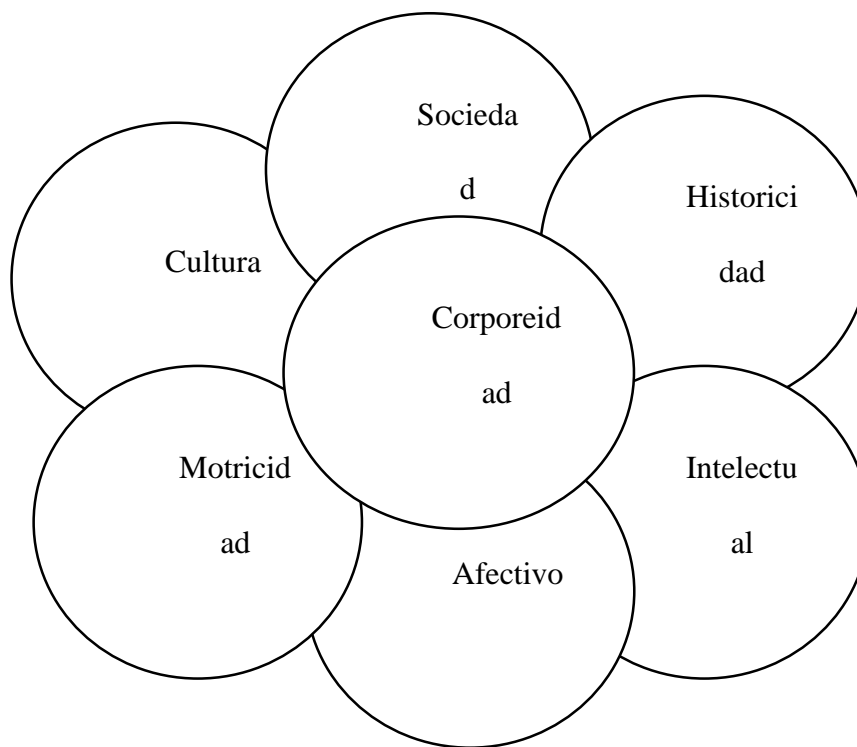 Socieda
d
Historici
dad
Cultura
Corporeid
ad
Motricid
ad
Intelectu
al
Afectivo